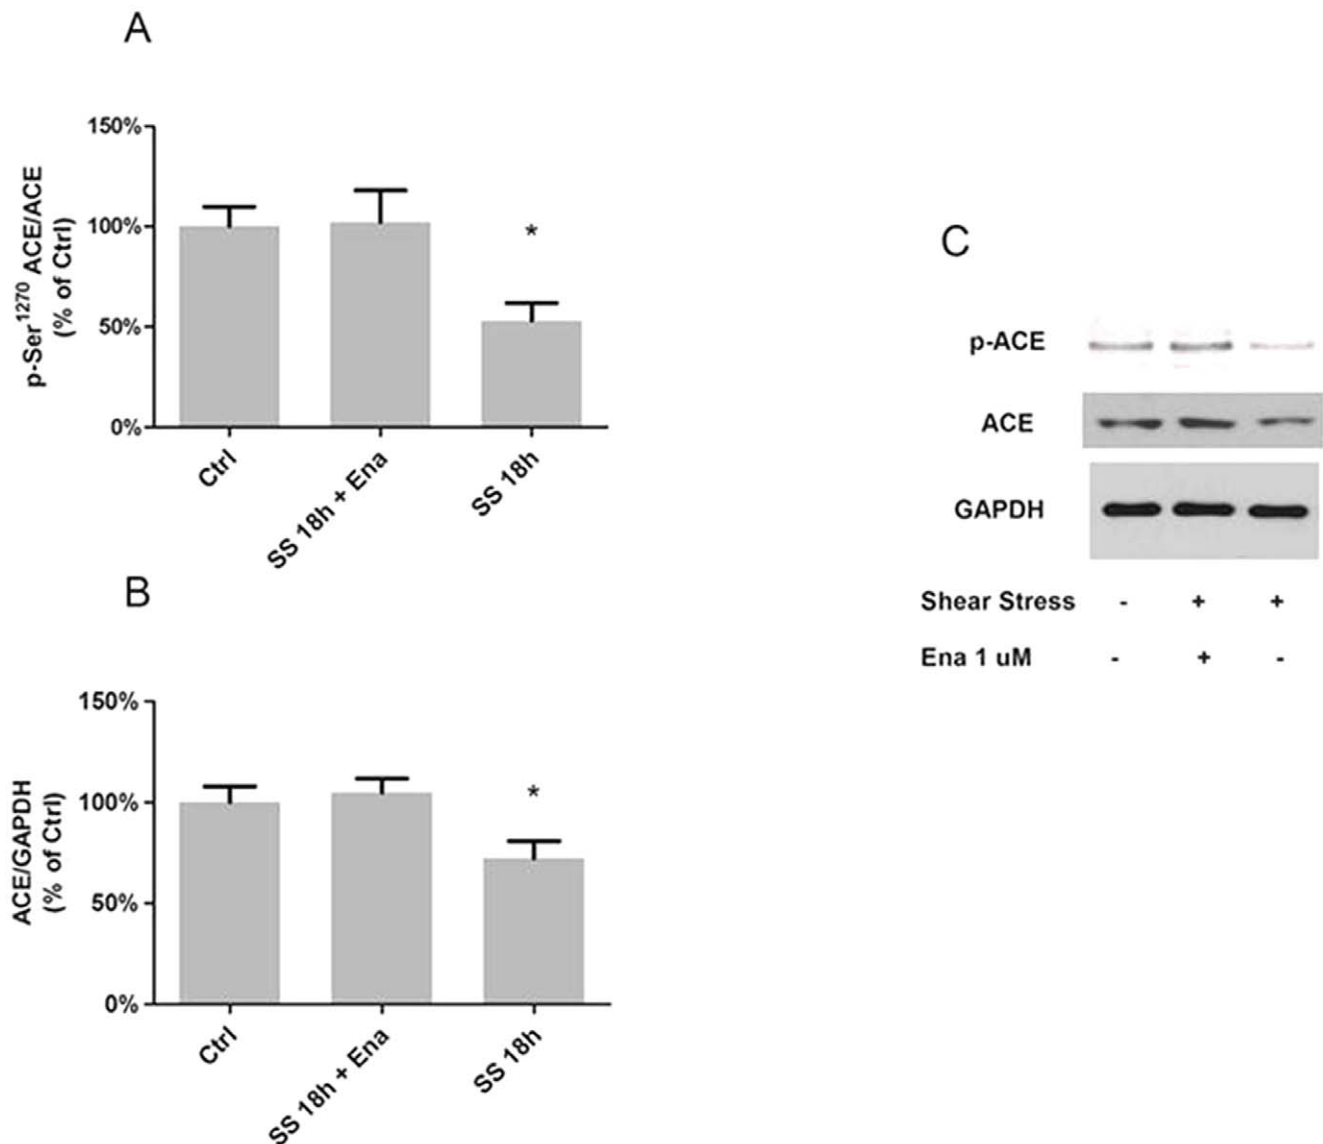 A
150%
100%
50%
0%
p-Ser¹²⁷⁰ ACE/ACE
(% of Ctrl)
*
Ctrl
SS 18h + Ena
SS 18h
B
150%
100%
50%
0%
ACE/GAPDH
(% of Ctrl)
*
Ctrl
SS 18h + Ena
SS 18h
C
p-ACE
ACE
GAPDH
Shear Stress - + +
Ena 1 uM - + -